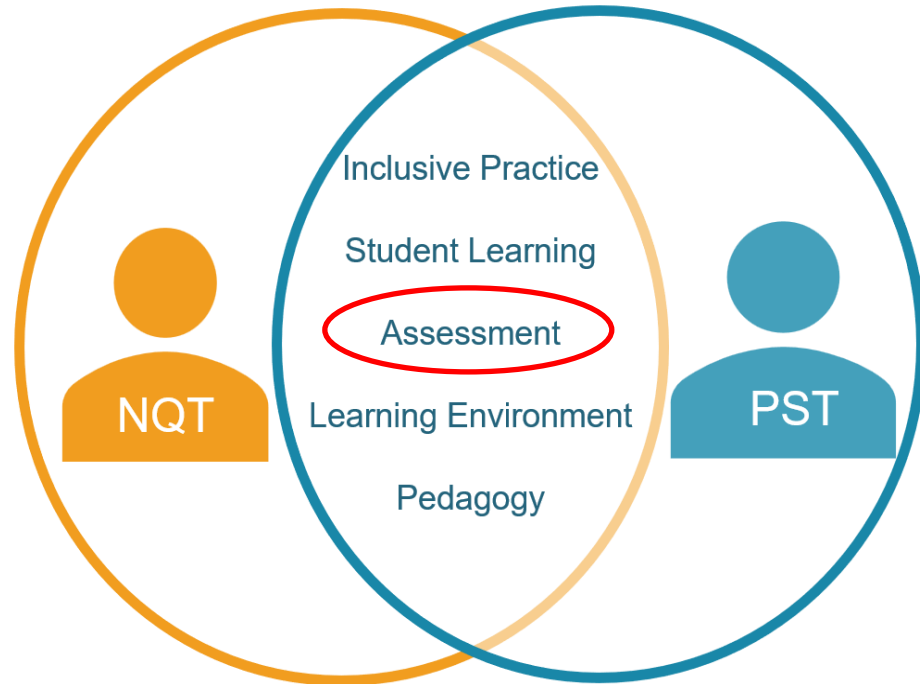 Inclusive Practice
Student Learning
Assessment
Learning Environment
Pedagogy
NQT
PST